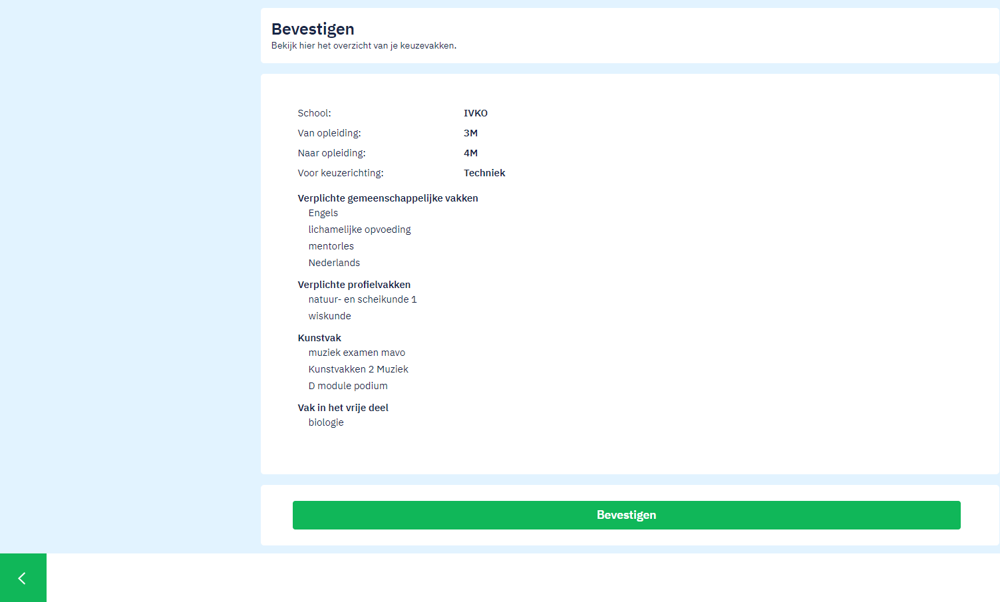 Bevestigen
Bekijk hier het overzicht van je keuzevakken.
School: IVKO
Van opleiding: 3M
Naar opleiding: 4M
Voor keuzerichting: Techniek
Verplichte gemeenschappelijke vakken
Engels
lichamelijke opvoeding
mentorles
Nederlands
Verplichte profielvakken
natuur- en scheikunde 1
wiskunde
Kunstvak
muziek examen mavo
Kunstvakken 2 Muziek
D module podium
Vak in het vrije deel
biologie
Bevestigen